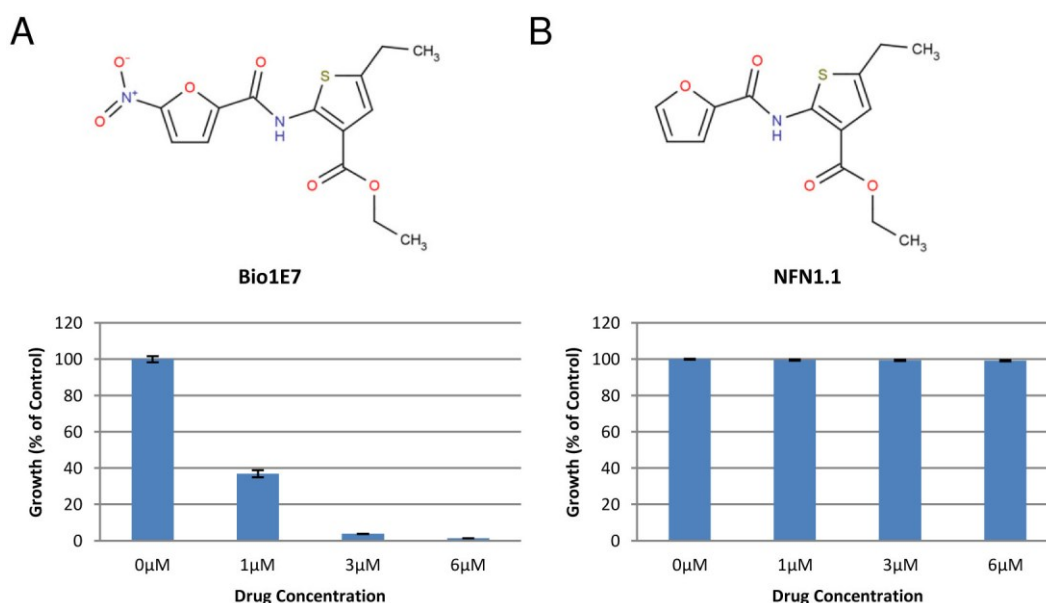 A
O⁻
N⁺
O
O
O
N
H
S
CH₃
O
O
CH₃
Bio1E7
Growth (% of Control)
120
100
80
60
40
20
0
0µM 1µM 3µM 6µM
Drug Concentration
B
O
O
N
H
S
CH₃
O
O
CH₃
NFN1.1
Growth (% of Control)
120
100
80
60
40
20
0
0µM 1µM 3µM 6µM
Drug Concentration